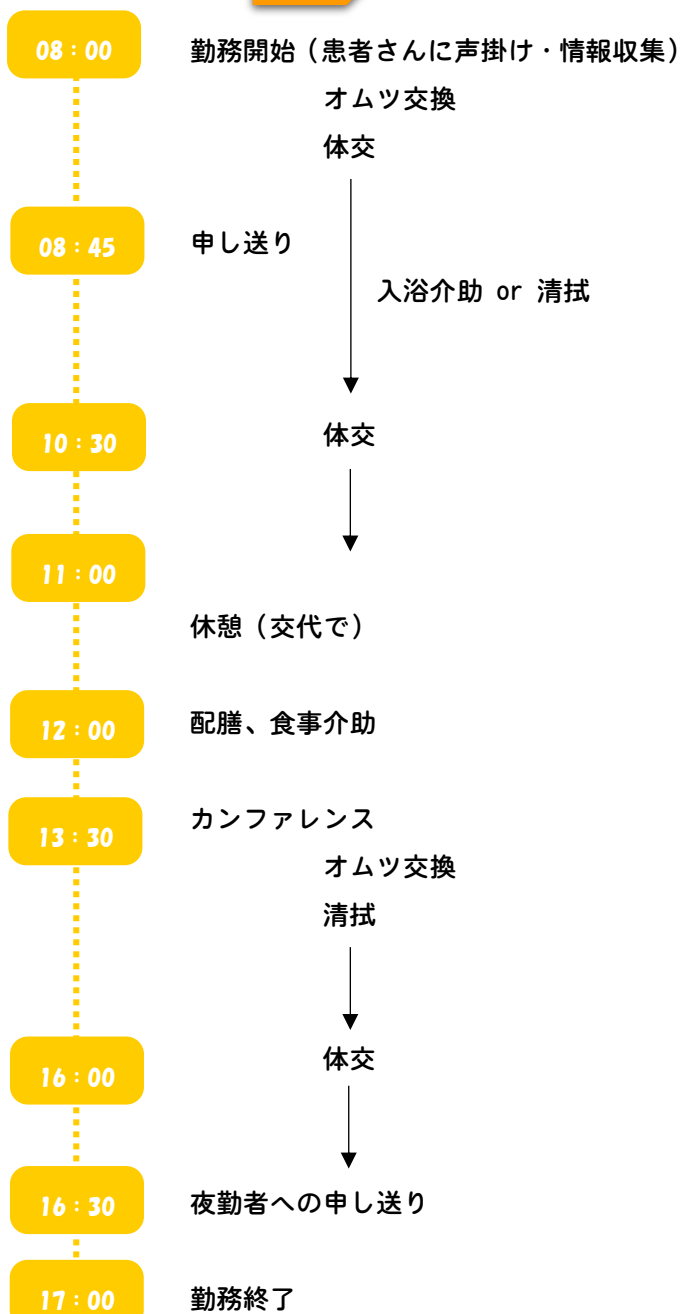 08：00 勤務開始（患者さんに声掛け・情報収集）
オムツ交換
体交
08：45 申し送り
入浴介助 or 清拭
10：30 体交
11：00
休憩（交代で）
12：00 配膳、食事介助
13：30 カンファレンス
オムツ交換
清拭
16：00 体交
16：30 夜勤者への申し送り
17：00 勤務終了